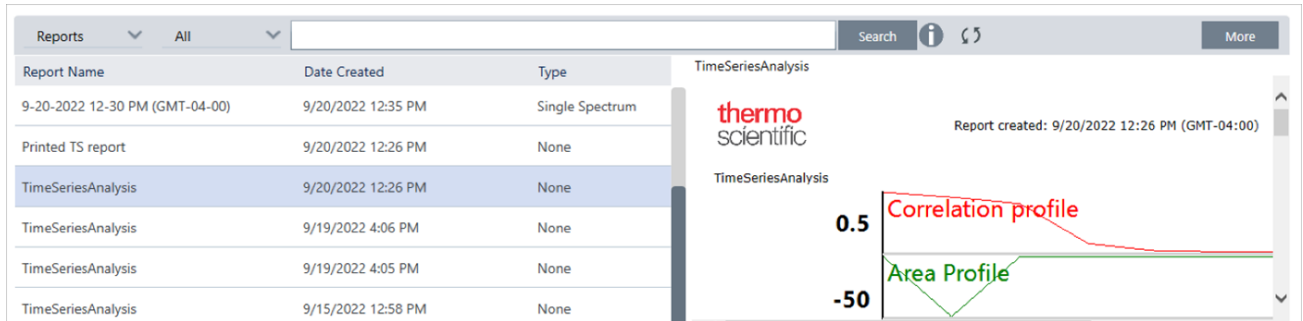 Reports All Search More
Report Name Date Created Type
9-20-2022 12-30 PM (GMT-04-00) 9/20/2022 12:35 PM Single Spectrum
Printed TS report 9/20/2022 12:26 PM None
TimeSeriesAnalysis 9/20/2022 12:26 PM None
TimeSeriesAnalysis 9/19/2022 4:06 PM None
TimeSeriesAnalysis 9/19/2022 4:05 PM None
TimeSeriesAnalysis 9/15/2022 12:58 PM None
TimeSeriesAnalysis
thermo
scientific
Report created: 9/20/2022 12:26 PM (GMT-04:00)
TimeSeriesAnalysis
Correlation profile
0.5
Area Profile
-50